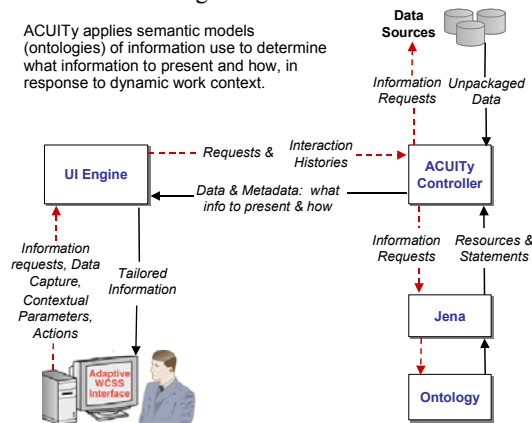 ACUITy applies semantic models
(ontologies) of information use to determine
what information to present and how, in
response to dynamic work context.
Data
Sources
Information
Requests
Unpackaged
Data
Requests &
Interaction
Histories
UI Engine
ACUITy
Controller
Data & Metadata: what
info to present & how
Information
requests, Data
Capture,
Contextual
Parameters,
Actions
Tailored
Information
Information
Requests
Resources &
Statements
Jena
Adaptive
WCSS
Interface
Ontology